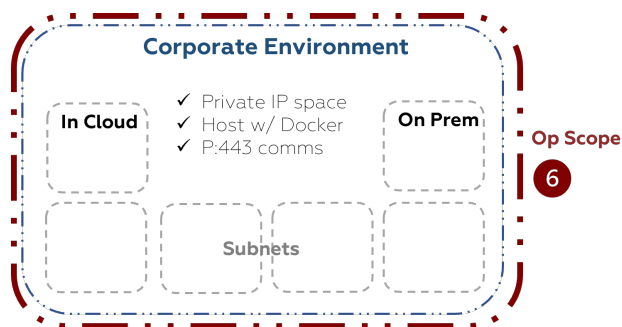 Corporate Environment
✓ Private IP space
✓ Host w/ Docker
✓ P:443 comms
In Cloud
On Prem
Op Scope
6
Subnets